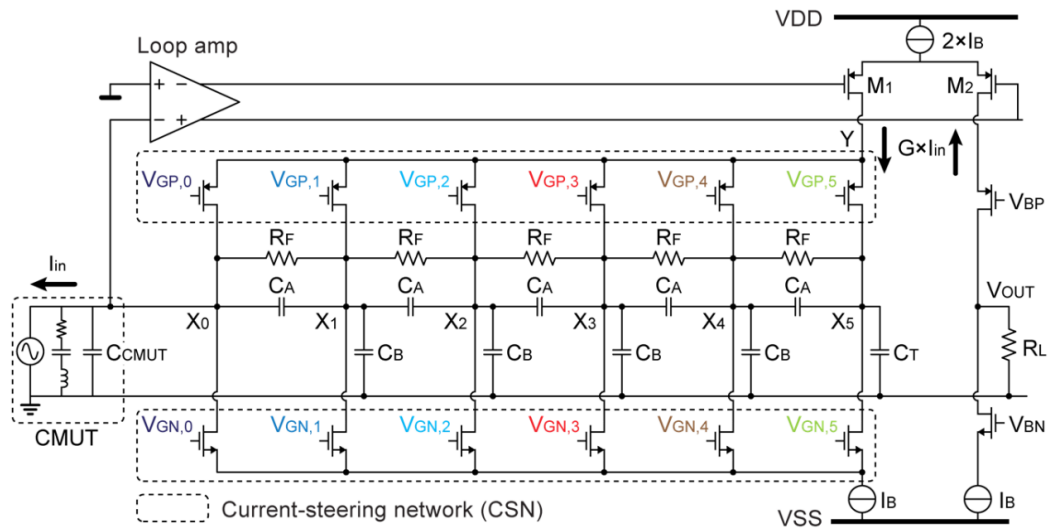 VDD
2×IB
Loop amp
+ −
− +
M1 M2
Y
G×Iin
VGP,0 VGP,1 VGP,2 VGP,3 VGP,4 VGP,5
VBP
RF RF RF RF RF
Iin
CA CA CA CA CA
VOUT
X0 X1 X2 X3 X4 X5
CCMUT CB CB CB CB CT RL
CMUT
VGN,0 VGN,1 VGN,2 VGN,3 VGN,4 VGN,5
VBN
IB IB
Current-steering network (CSN)
VSS